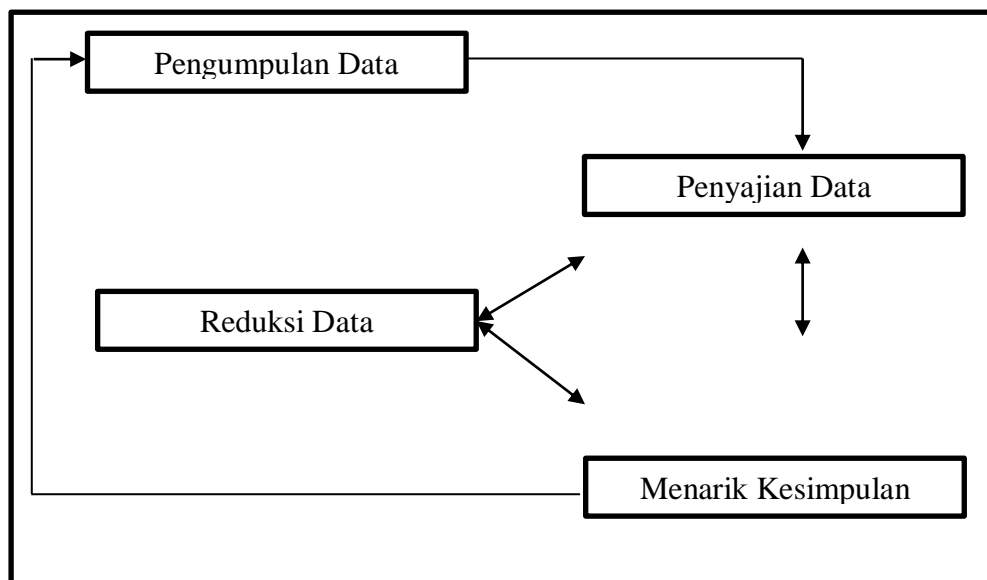 Pengumpulan Data
Penyajian Data
Reduksi Data
Menarik Kesimpulan